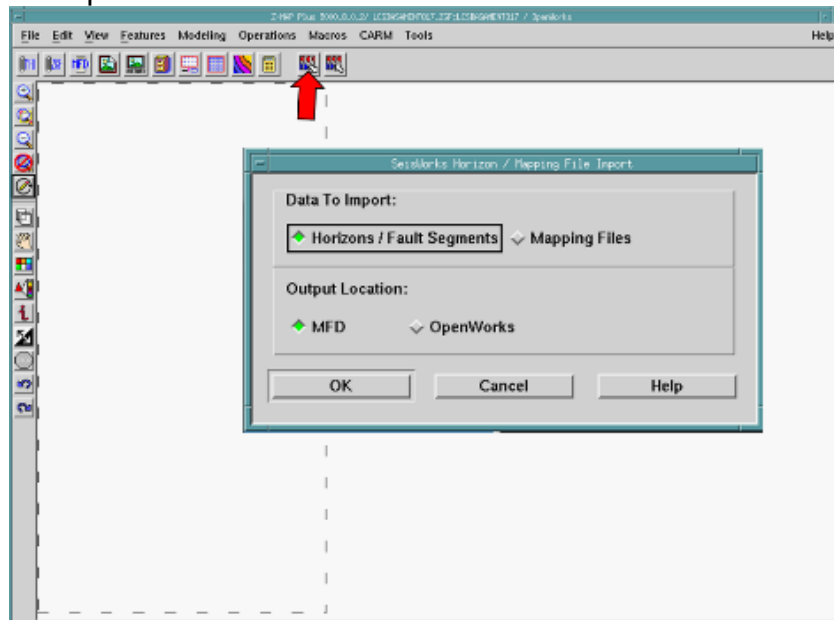 File Edit View Features Modeling Operations Macros CARM Tools Help
SeisWorks Horizon / Mapping File Import
Data To Import:
Horizons / Fault Segments Mapping Files
Output Location:
MFD OpenWorks
OK Cancel Help